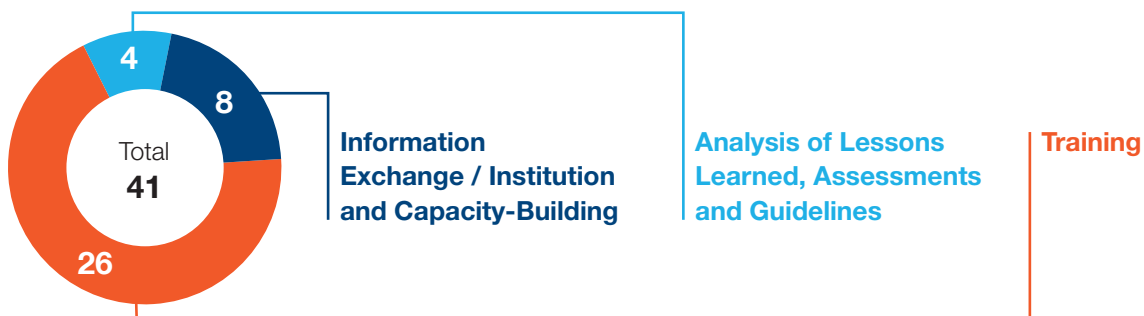 4
8
Total
41
26
Information
Exchange / Institution
and Capacity-Building
Analysis of Lessons
Learned, Assessments
and Guidelines
Training